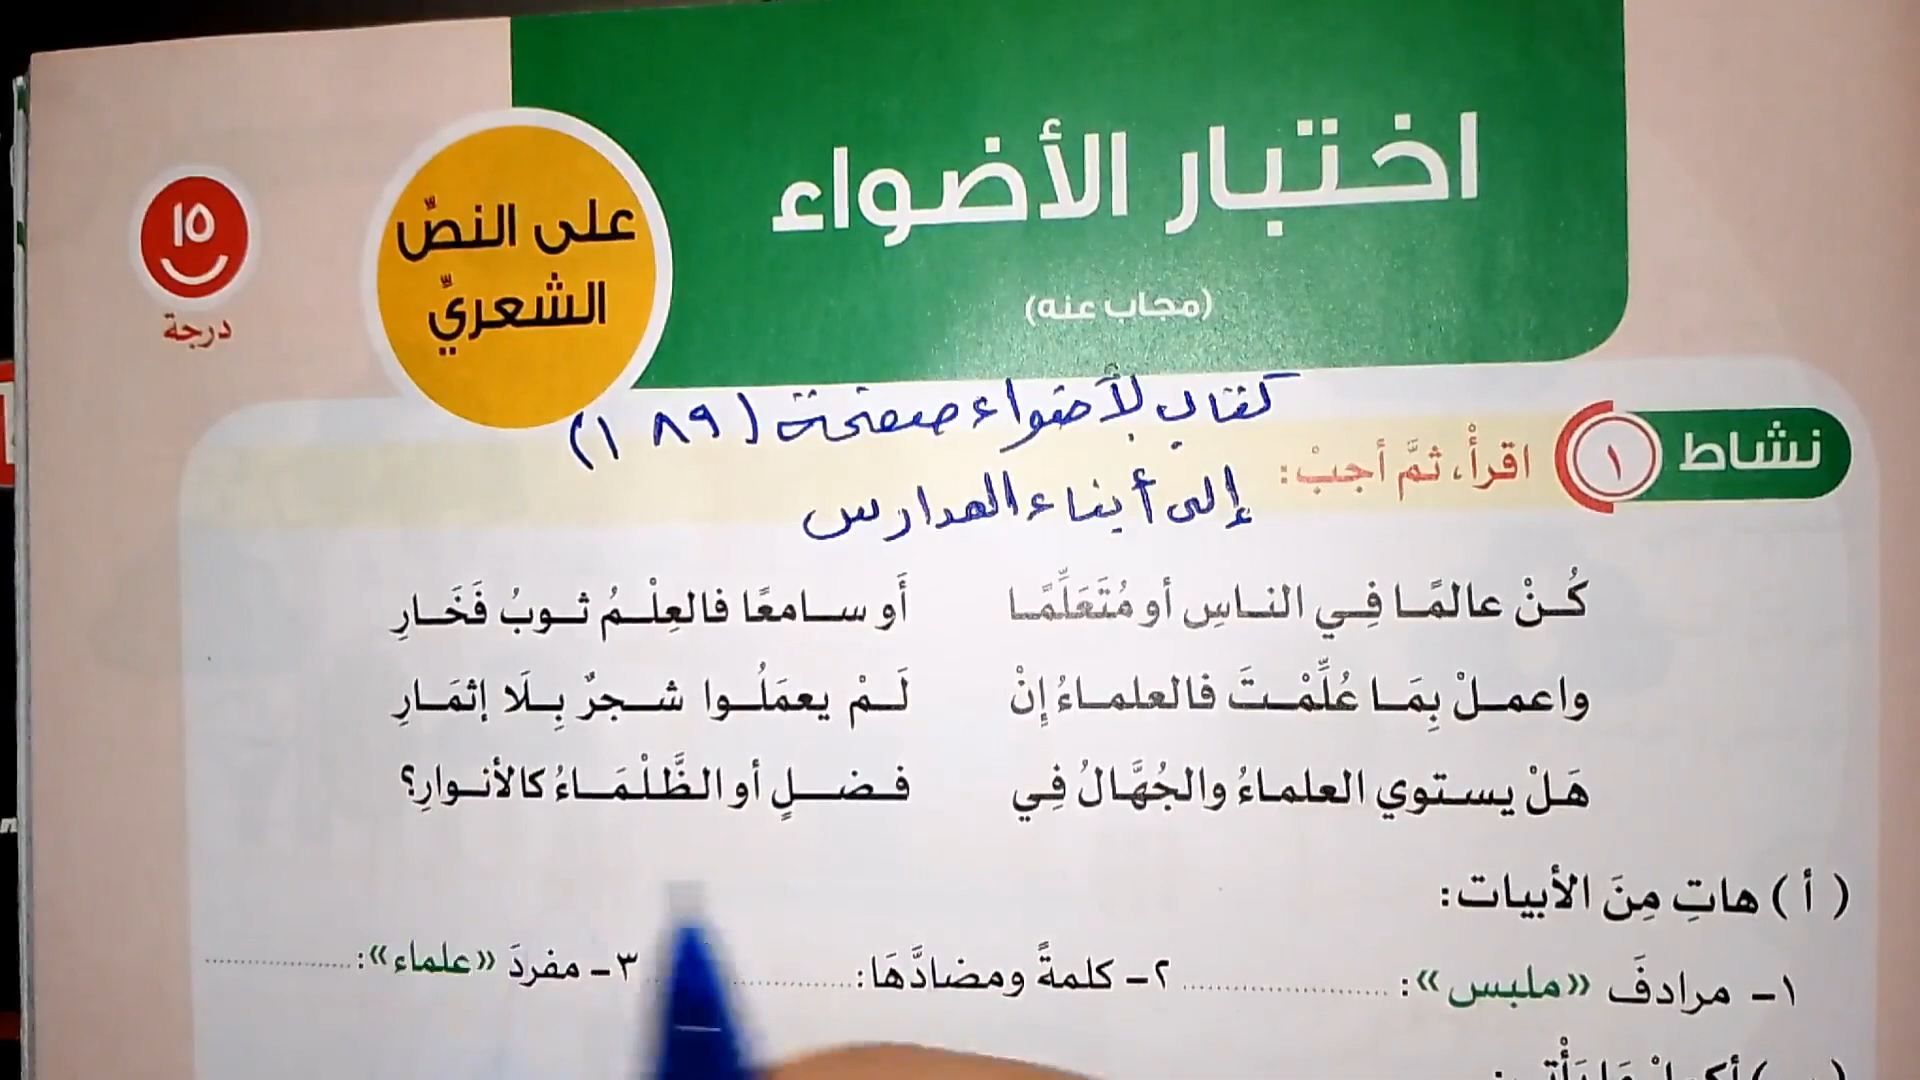 اختبار الأضواء
(مجاب عنه)
على النصّ
الشعريّ
١٥
درجة
كتاب الأضواء صفحة (١٨٩)
نشاط ١ اقرأْ، ثمَّ أجبْ:
إلى أبناء المدارس
كُنْ عالمًا فِي الناسِ أو مُتَعَلِّمًا أَو سامعًا فالعِلْمُ ثوبُ فَخَارِ
واعملْ بِمَا عُلِّمْتَ فالعلماءُ إِنْ لَمْ يعمَلُوا شجرٌ بِلَا إثمَارِ
هَلْ يستوي العلماءُ والجُهَّالُ فِي فضلٍ أو الظَّلْمَاءُ كالأنوارِ؟
( أ ) هاتِ مِنَ الأبيات:
١- مرادفَ «ملبس»: ........................ ٢- كلمةً ومضادَّهَا: ........................ ٣- مفردَ «علماء»: ........................